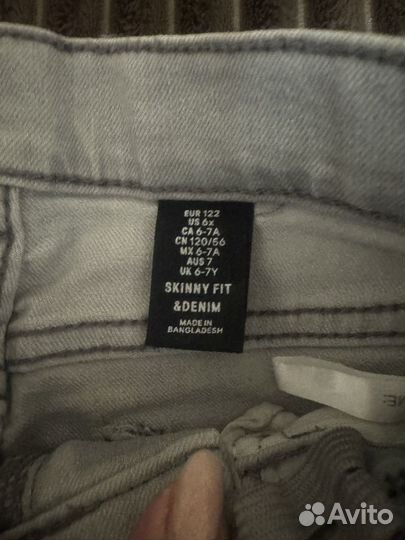 EUR 122
US 6x
CA 6-7A
CN 120/56
MX 6-7A
AUS 7
UK 6-7Y
SKINNY FIT
&DENIM
MADE IN
BANGLADESH
Avito